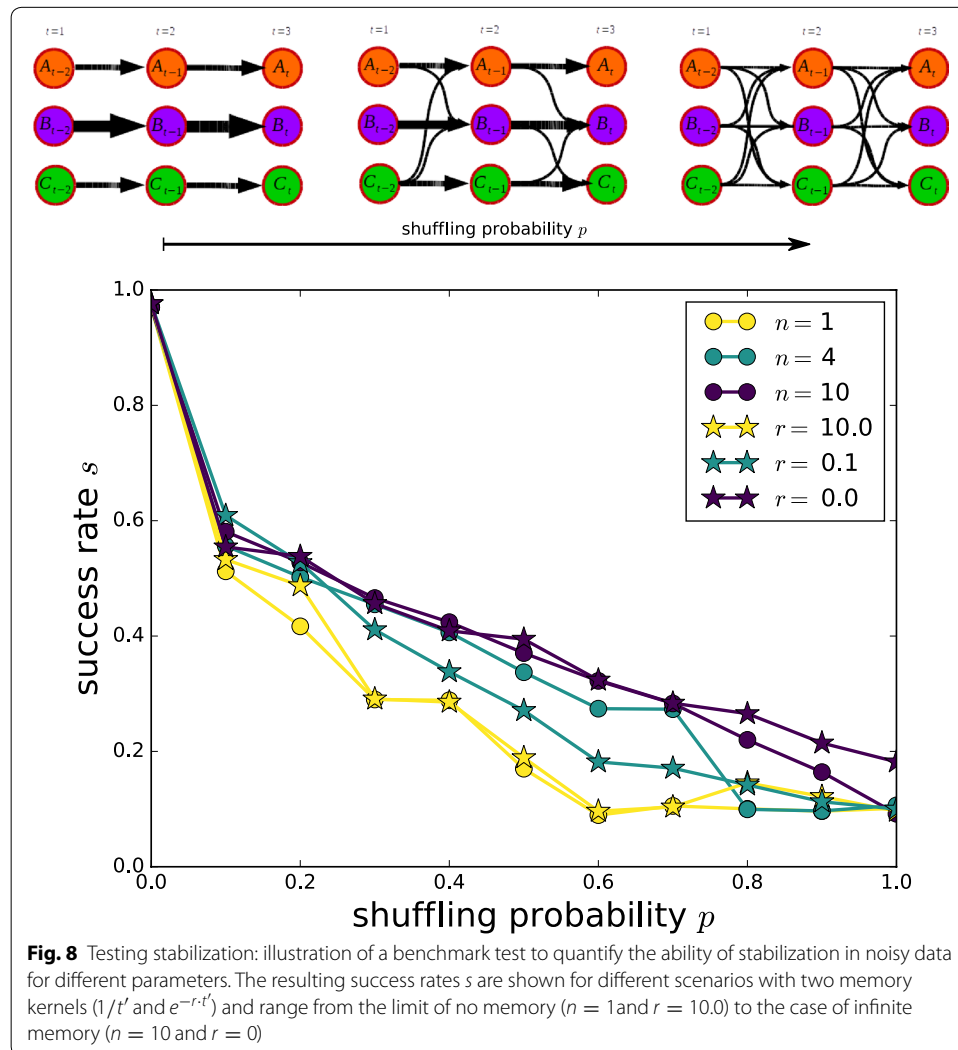 t=1 t=2 t=3 t=1 t=2 t=3 t=1 t=2 t=3
A_{t−2} A_{t−1} A_t A_{t−2} A_{t−1} A_t A_{t−2} A_{t−1} A_t
B_{t−2} B_{t−1} B_t B_{t−2} B_{t−1} B_t B_{t−2} B_{t−1} B_t
C_{t−2} C_{t−1} C_t C_{t−2} C_{t−1} C_t C_{t−2} C_{t−1} C_t
shuffling probability p
1.0
0.8
0.6
0.4
0.2
0.0
success rate s
n = 1
n = 4
n = 10
r = 10.0
r = 0.1
r = 0.0
0.0 0.2 0.4 0.6 0.8 1.0
shuffling probability p
Fig. 8 Testing stabilization: illustration of a benchmark test to quantify the ability of stabilization in noisy data
for different parameters. The resulting success rates s are shown for different scenarios with two memory
kernels (1/t′ and e^{−r·t′}) and range from the limit of no memory (n = 1and r = 10.0) to the case of infinite
memory (n = 10 and r = 0)